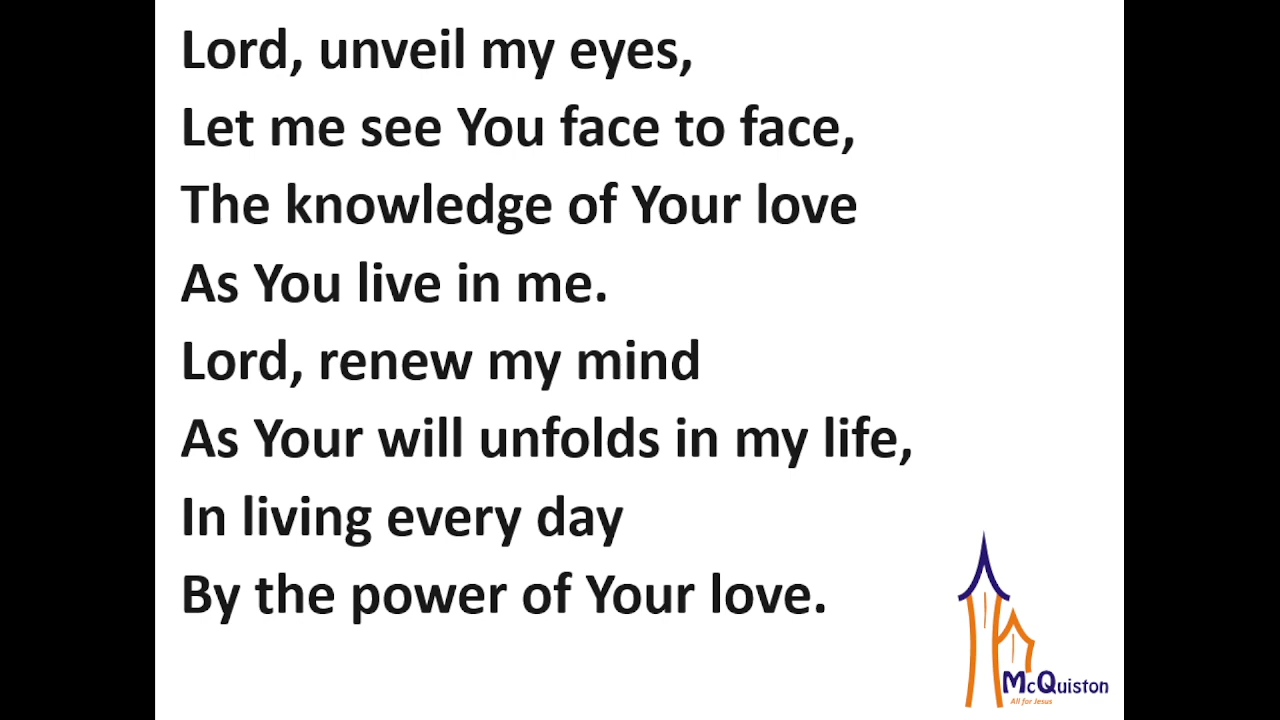 Lord, unveil my eyes,
Let me see You face to face,
The knowledge of Your love
As You live in me.
Lord, renew my mind
As Your will unfolds in my life,
In living every day
By the power of Your love.
McQuiston
All for Jesus